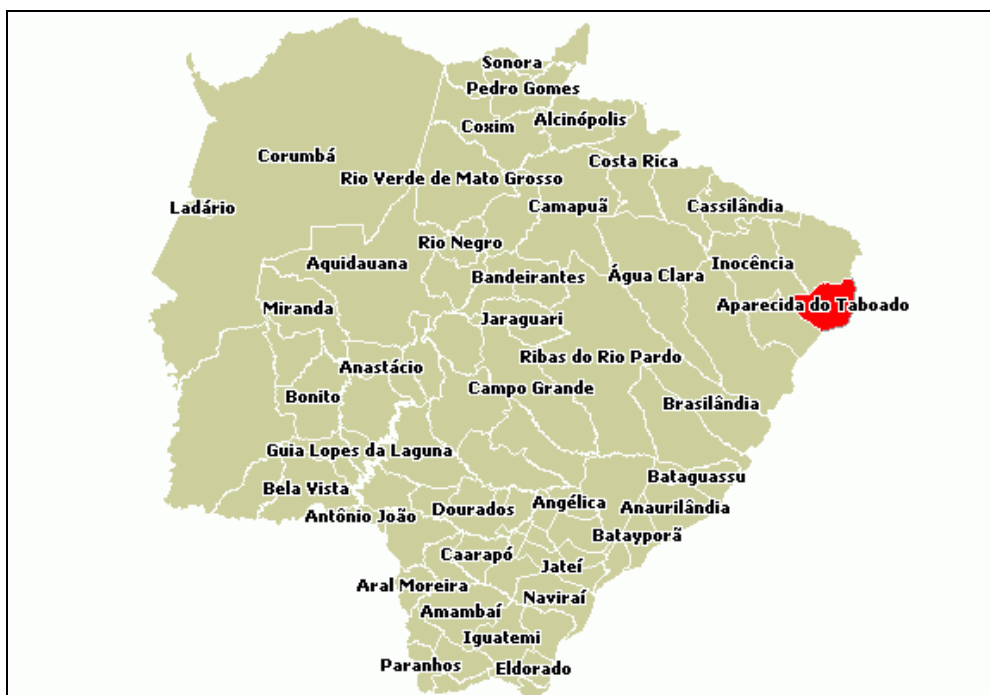 Sonora
Pedro Gomes
Alcinópolis
Coxim
Corumbá
Costa Rica
Rio Verde de Mato Grosso
Ladário
Camapuã
Cassilândia
Rio Negro
Aquidauana
Inocência
Bandeirantes
Água Clara
Miranda
Aparecida do Taboado
Jaraguari
Ribas do Rio Pardo
Anastácio
Campo Grande
Bonito
Brasilândia
Guia Lopes da Laguna
Bataguassu
Bela Vista
Angélica
Anaurilândia
Dourados
Antônio João
Batayporã
Caarapó
Jateí
Aral Moreira
Naviraí
Amambaí
Iguatemi
Paranhos
Eldorado